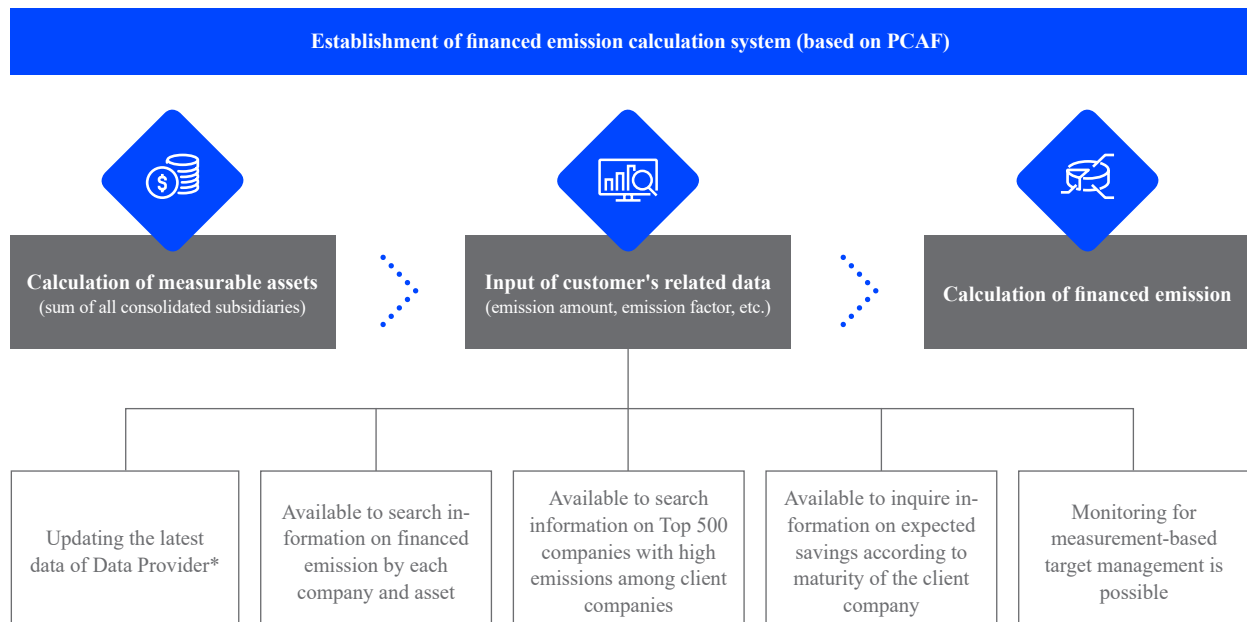 Establishment of financed emission calculation system (based on PCAF)
$
Calculation of measurable assets
(sum of all consolidated subsidiaries)
Input of customer's related data
(emission amount, emission factor, etc.)
Calculation of financed emission
Updating the latest
data of Data Provider*
Available to search in-
formation on financed
emission by each
company and asset
Available to search
information on Top 500
companies with high
emissions among client
companies
Available to inquire in-
formation on expected
savings according to
maturity of the client
company
Monitoring for
measurement-based
target management is
possible